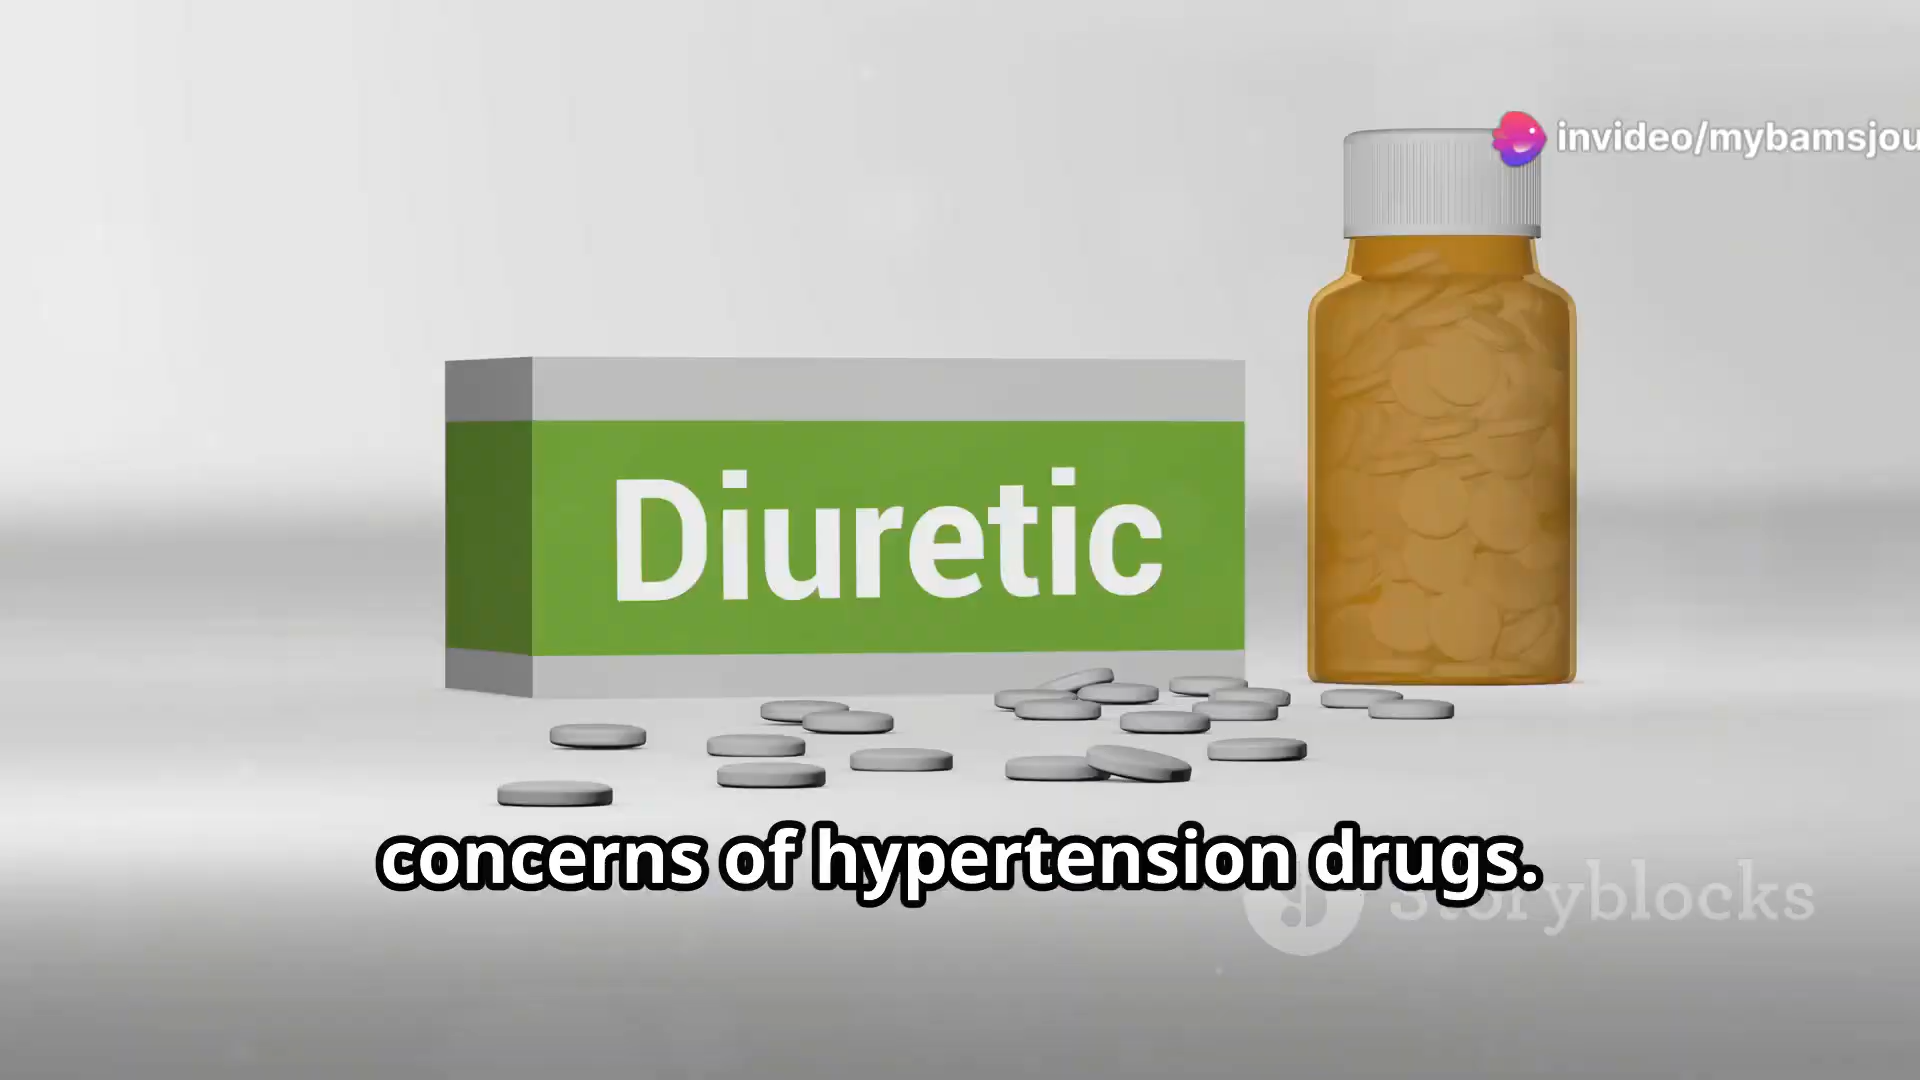 invideo/mybamsjou
Diuretic
concerns of hypertension drugs.
Storyblocks